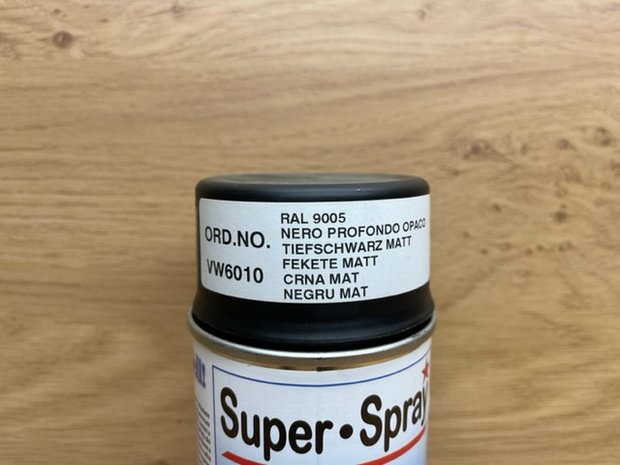 ORD.NO.
VW6010
RAL 9005
NERO PROFONDO OPACO
TIEFSCHWARZ MATT
FEKETE MATT
CRNA MAT
NEGRU MAT
Super•Spray